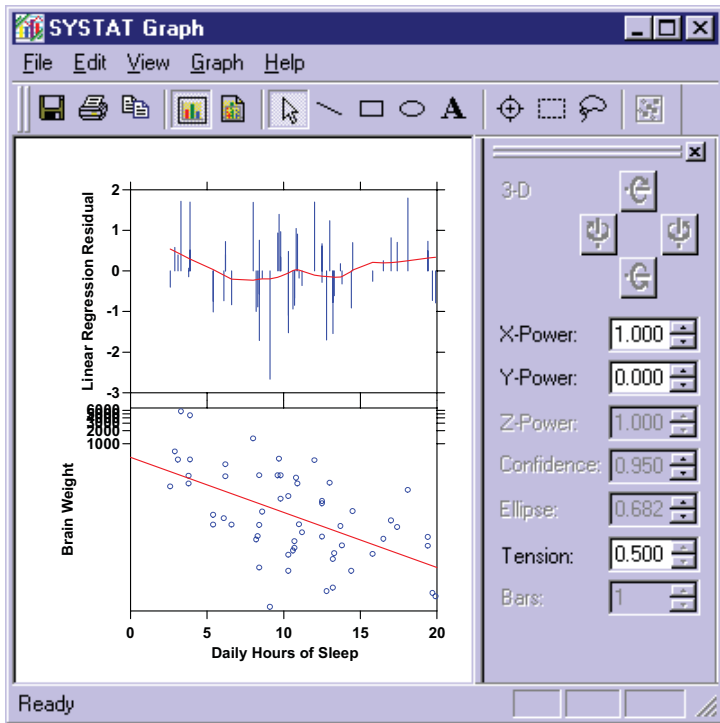 SYSTAT Graph
File Edit View Graph Help
A
3-D
X-Power: 1.000
Y-Power: 0.000
Z-Power: 1.000
Confidence: 0.950
Ellipse: 0.682
Tension: 0.500
Bars: 1
Linear Regression Residual
2
1
0
-1
-2
-3
6000
3000
2000
1000
Brain Weight
0 5 10 15 20
Daily Hours of Sleep
Ready